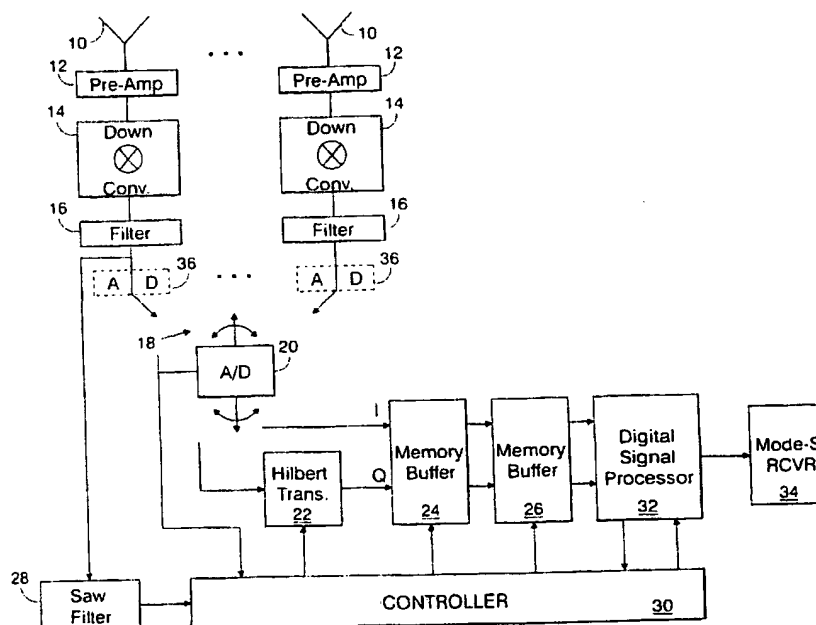 10 10
12 Pre-Amp 12 Pre-Amp
14 Down Conv. 14 Down Conv.
16 Filter 16 Filter
A D 36 A D 36
18
A/D 20
I
Q
Hilbert
Trans.
22
Memory
Buffer
24
Memory
Buffer
26
Digital
Signal
Processor
32
Mode-S
RCVR
34
28 Saw
Filter
CONTROLLER 30